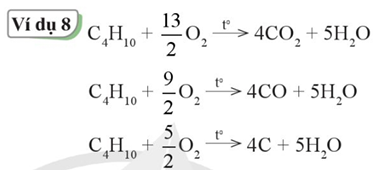 Ví dụ 8 C₄H₁₀ + 13/2 O₂ —t°→ 4CO₂ + 5H₂O
C₄H₁₀ + 9/2 O₂ —t°→ 4CO + 5H₂O
C₄H₁₀ + 5/2 O₂ —t°→ 4C + 5H₂O